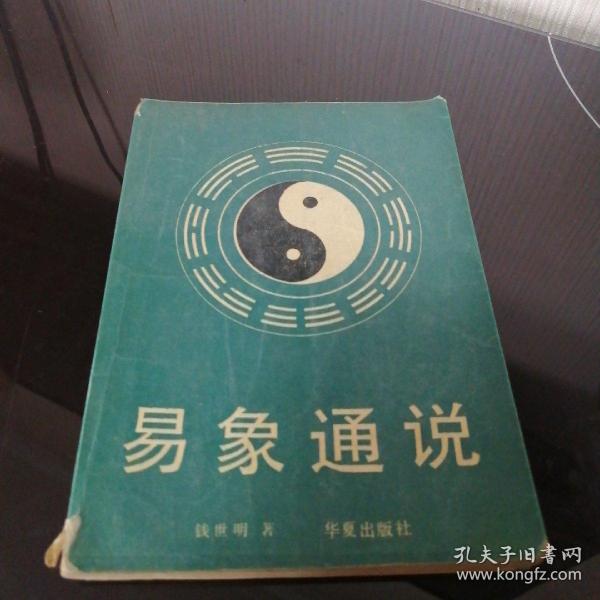 易象通说
钱世明 著 华夏出版社
孔夫子旧书网
www.kongfz.com